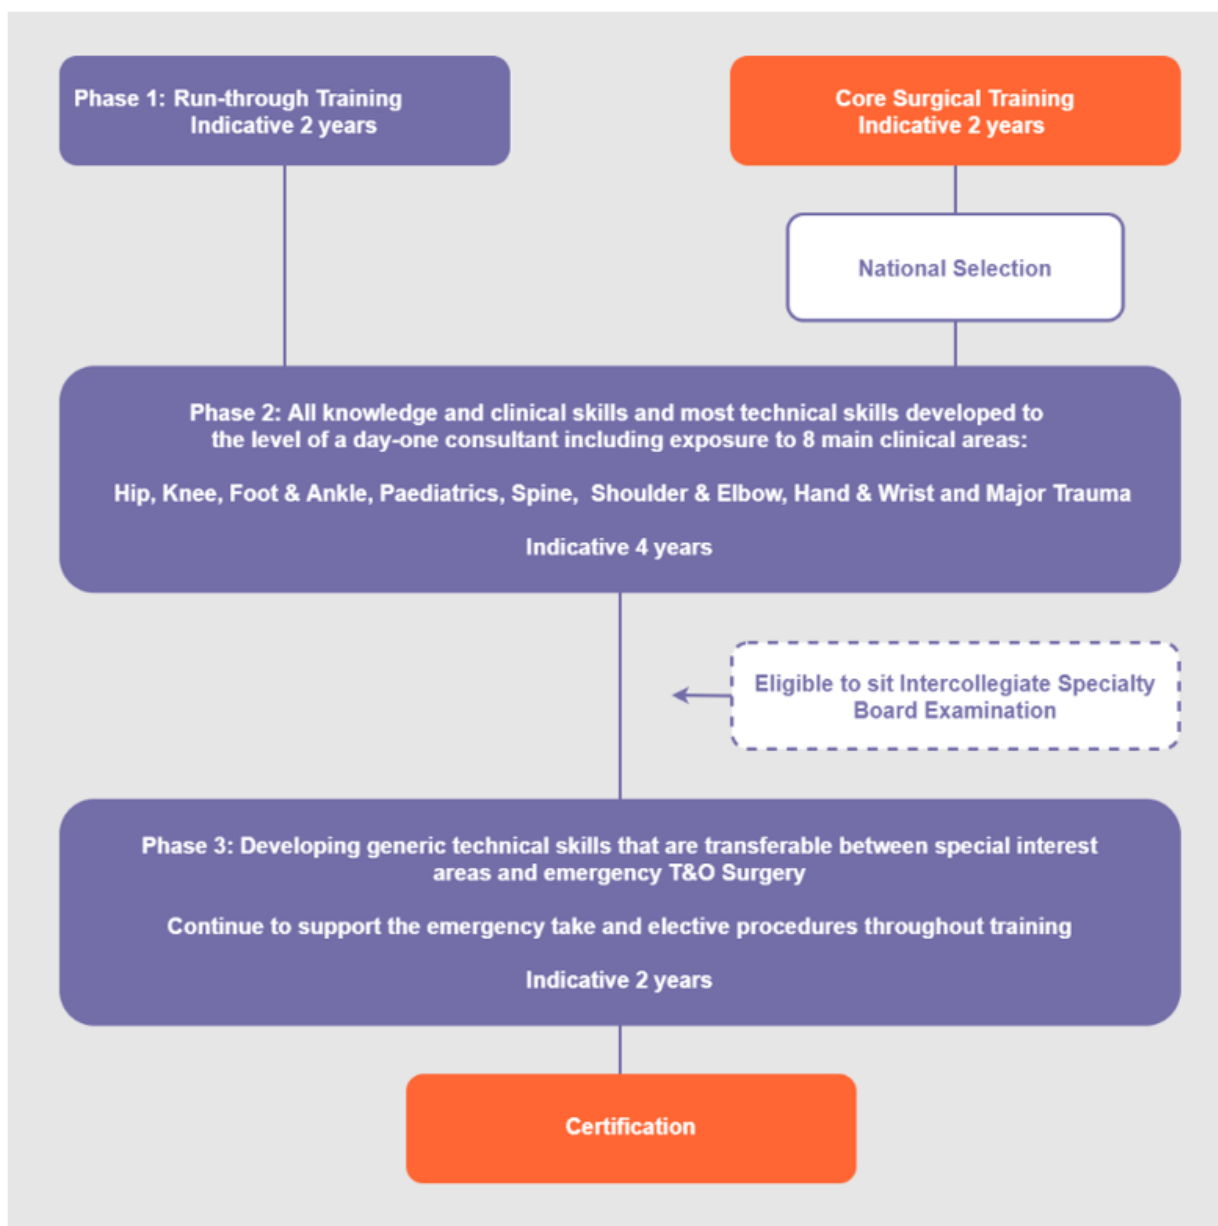 Phase 1: Run-through Training
Indicative 2 years
Core Surgical Training
Indicative 2 years
National Selection
Phase 2: All knowledge and clinical skills and most technical skills developed to
the level of a day-one consultant including exposure to 8 main clinical areas:
Hip, Knee, Foot & Ankle, Paediatrics, Spine,  Shoulder & Elbow, Hand & Wrist and Major Trauma
Indicative 4 years
Eligible to sit Intercollegiate Specialty
Board Examination
Phase 3: Developing generic technical skills that are transferable between special interest
areas and emergency T&O Surgery
Continue to support the emergency take and elective procedures throughout training
Indicative 2 years
Certification